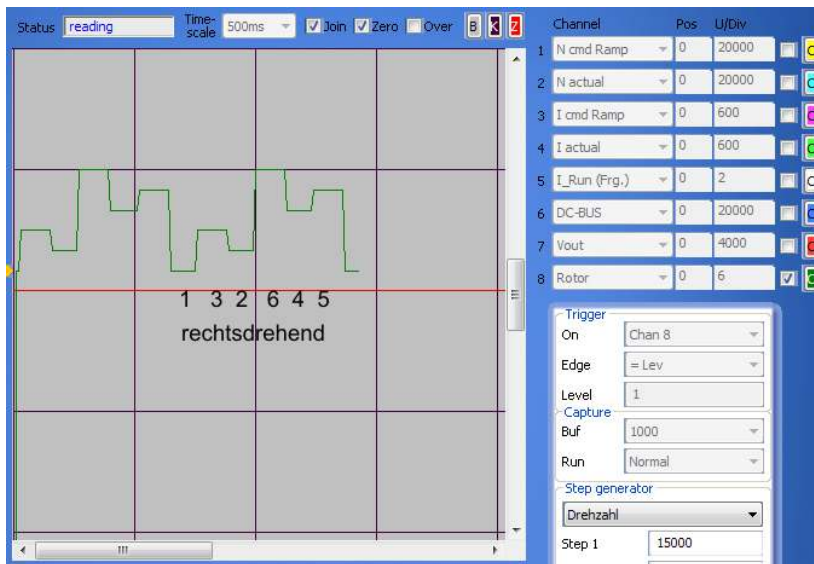 Status reading Time-scale 500ms Join Zero Over B K Z
1 3 2 6 4 5
rechtsdrehend
Channel Pos U/Div
1 N cmd Ramp 0 20000
2 N actual 0 20000
3 I cmd Ramp 0 600
4 I actual 0 600
5 I_Run (Frg.) 0 2
6 DC-BUS 0 20000
7 Vout 0 4000
8 Rotor 0 6
Trigger
On Chan 8
Edge = Lev
Level 1
Capture
Buf 1000
Run Normal
Step generator
Drehzahl
Step 1 15000